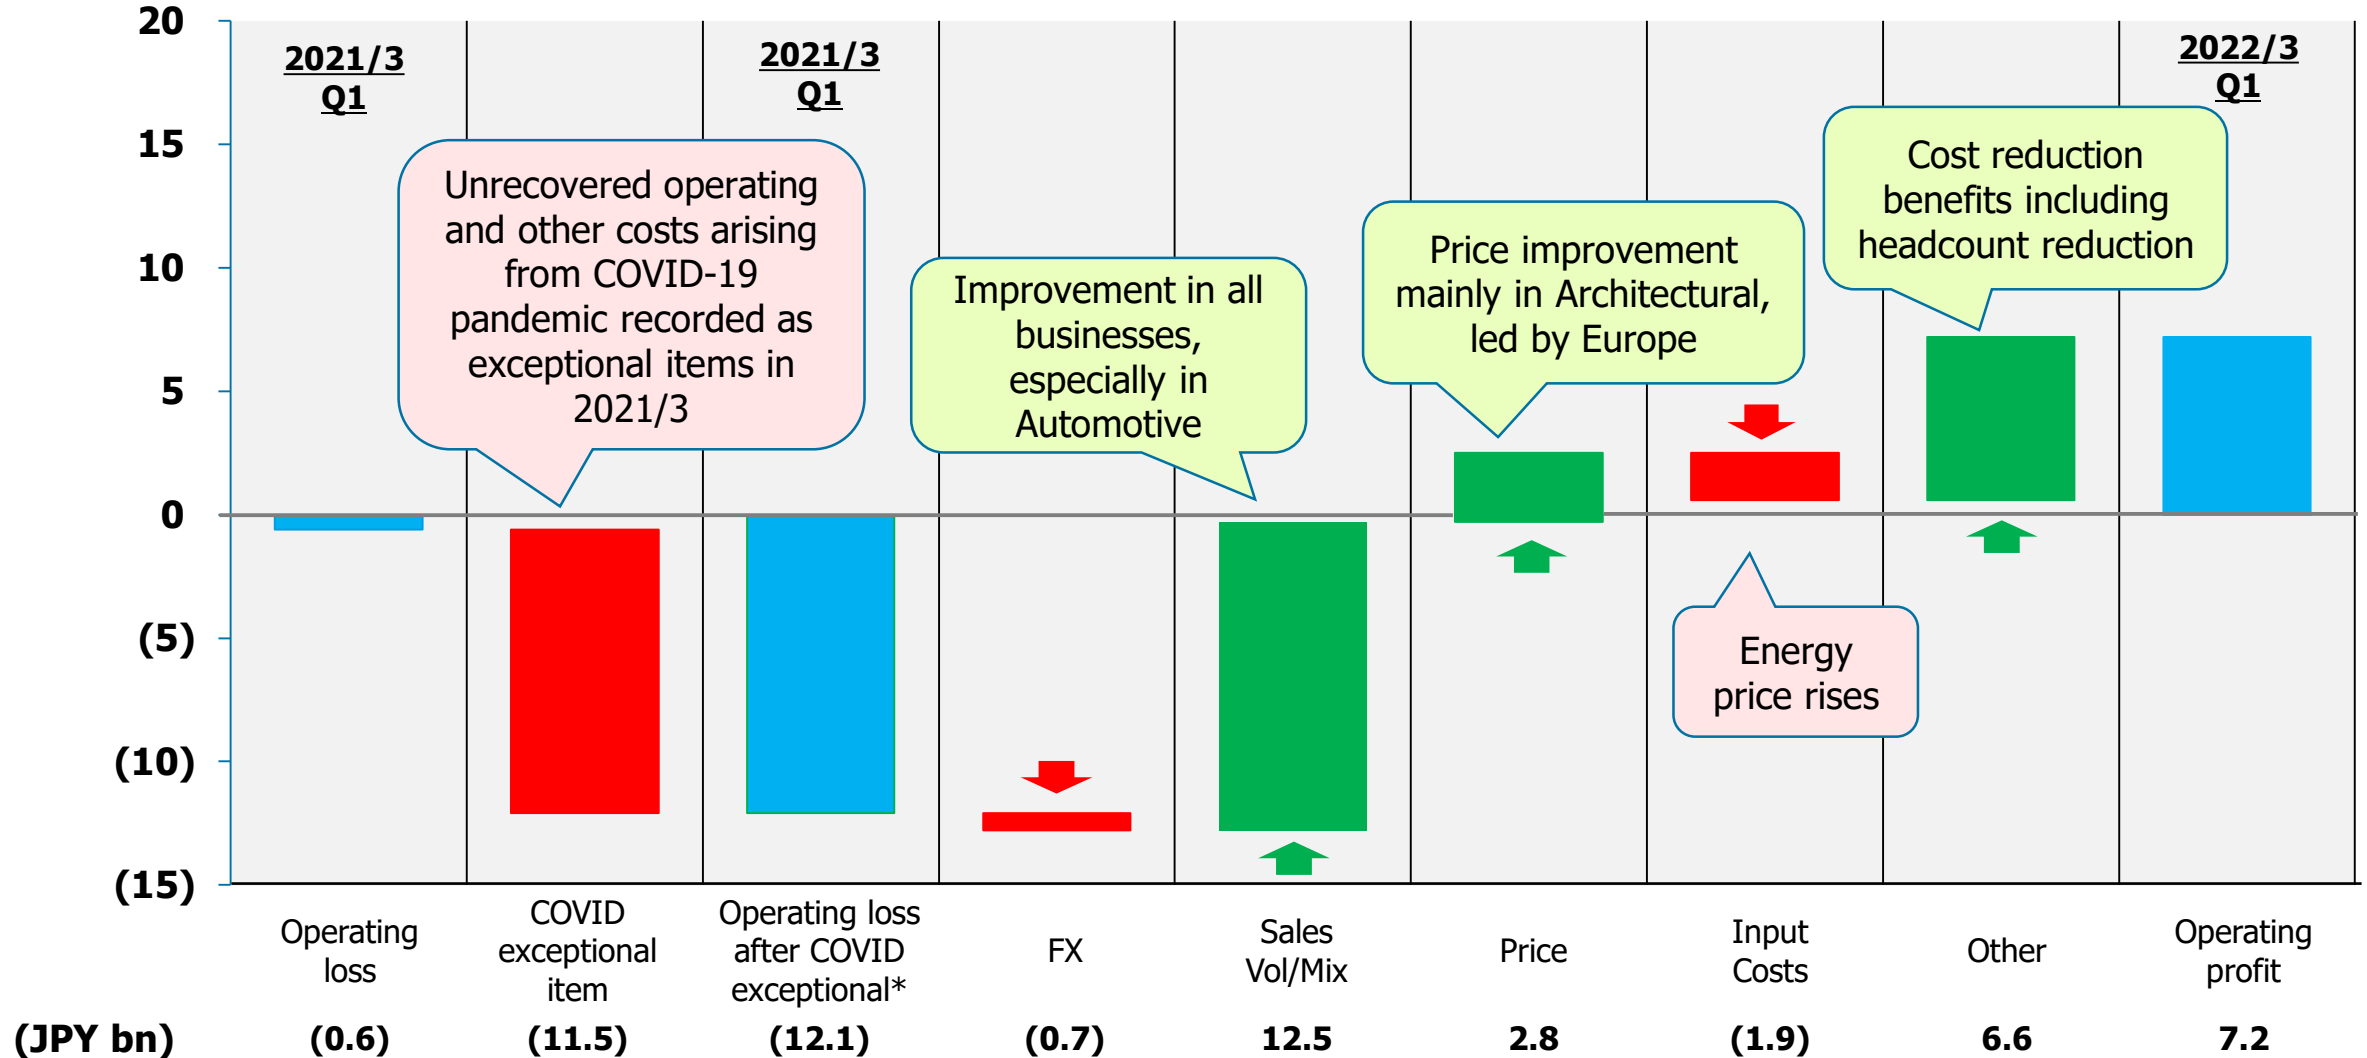 20
15
10
5
0
(5)
(10)
(15)
2021/3
Q1
2021/3
Q1
2022/3
Q1
Unrecovered operating
and other costs arising
from COVID-19
pandemic recorded as
exceptional items in
2021/3
Improvement in all
businesses,
especially in
Automotive
Price improvement
mainly in Architectural,
led by Europe
Cost reduction
benefits including
headcount reduction
Energy
price rises
Operating
loss
COVID
exceptional
item
Operating loss
after COVID
exceptional*
FX
Sales
Vol/Mix
Price
Input
Costs
Other
Operating
profit
(JPY bn) (0.6) (11.5) (12.1) (0.7) 12.5 2.8 (1.9) 6.6 7.2